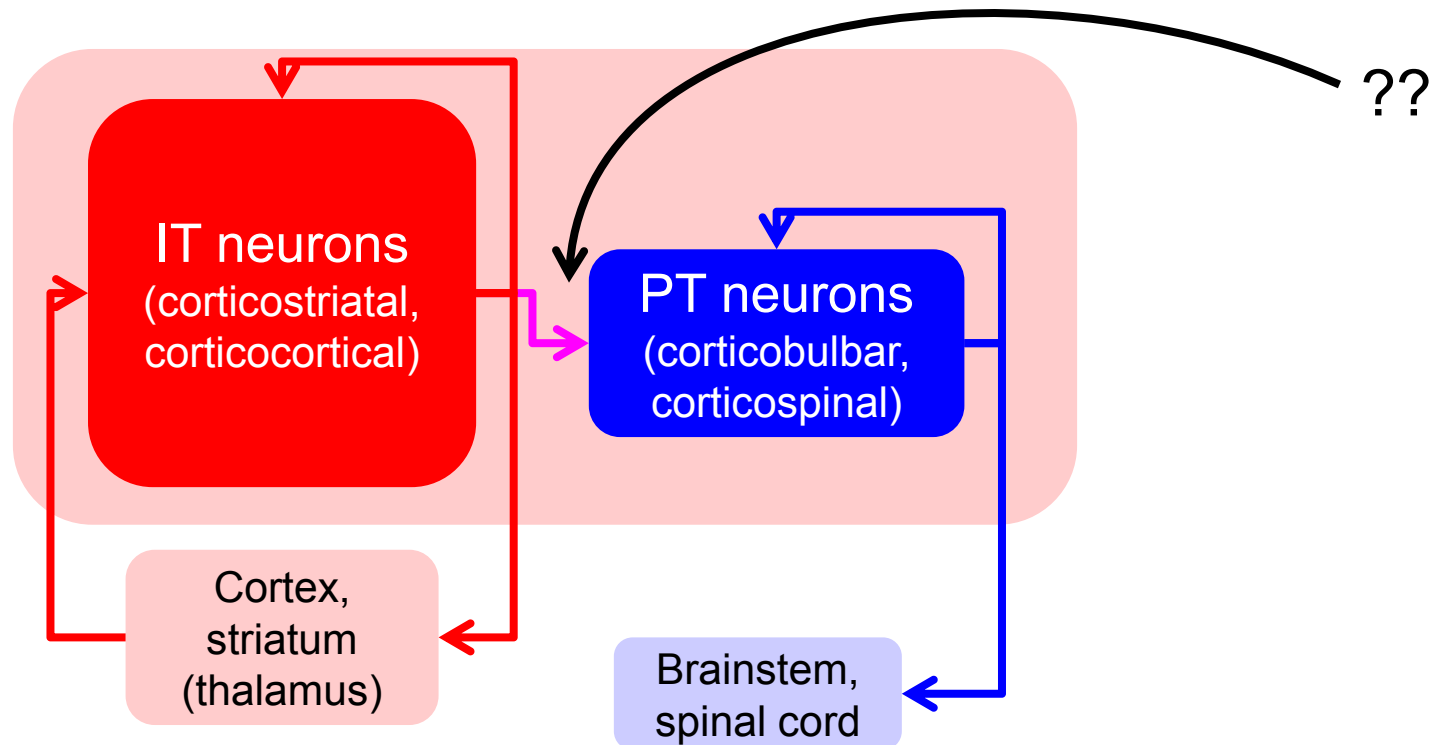 ??
IT neurons
(corticostriatal,
corticocortical)
PT neurons
(corticobulbar,
corticospinal)
Cortex,
striatum
(thalamus)
Brainstem,
spinal cord